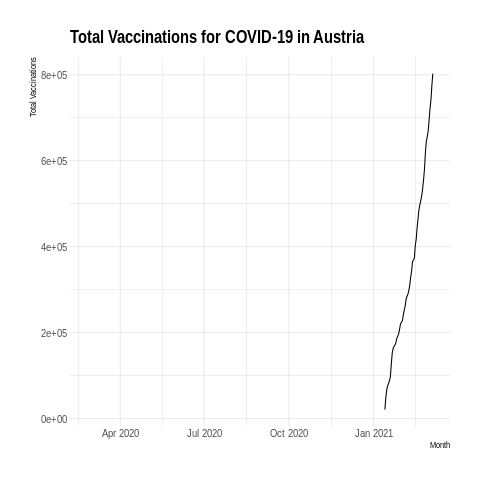 Total Vaccinations for COVID-19 in Austria
Total Vaccinations
8e+05
6e+05
4e+05
2e+05
0e+00
Apr 2020 Jul 2020 Oct 2020 Jan 2021
Month